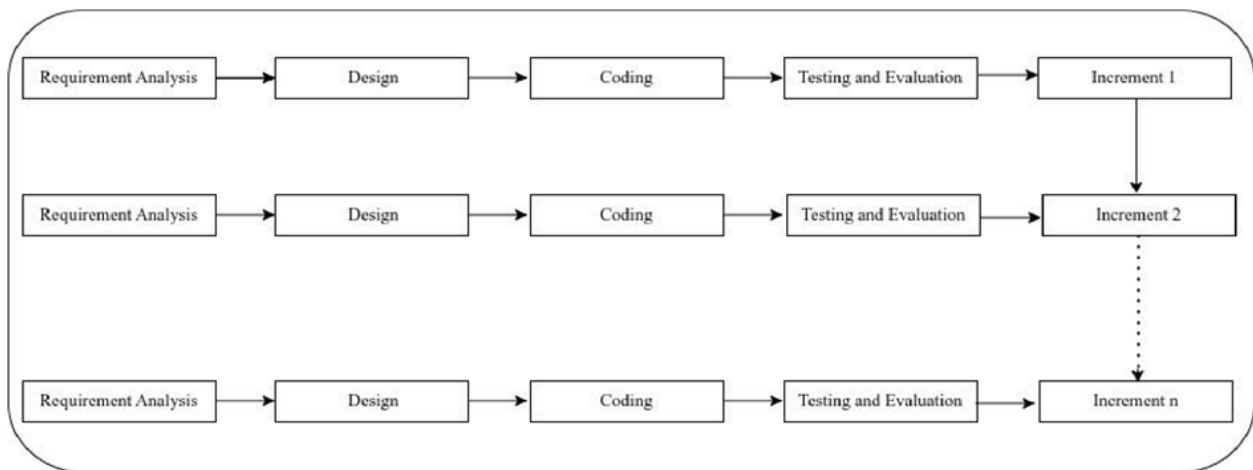 Requirement Analysis
Design
Coding
Testing and Evaluation
Increment 1
Requirement Analysis
Design
Coding
Testing and Evaluation
Increment 2
Requirement Analysis
Design
Coding
Testing and Evaluation
Increment n